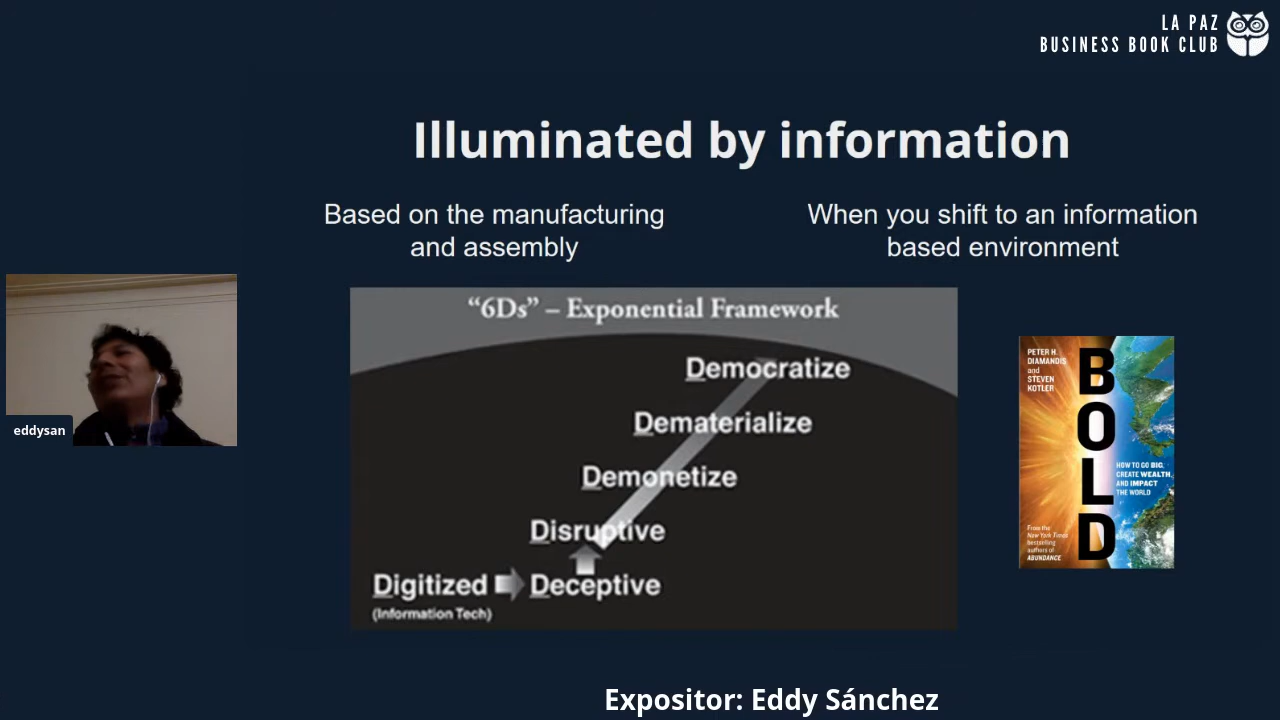 LA PAZ
BUSINESS BOOK CLUB
Illuminated by information
Based on the manufacturing
and assembly
When you shift to an information
based environment
“6Ds” – Exponential Framework
Democratize
Dematerialize
Demonetize
Disruptive
Digitized
Deceptive
(Information Tech)
PETER H.
DIAMANDIS
and
STEVEN
KOTLER
BOLD
HOW TO GO BIG,
CREATE WEALTH,
AND IMPACT
THE WORLD
From the
New York Times
bestselling
authors of
ABUNDANCE
eddysan
Expositor: Eddy Sánchez